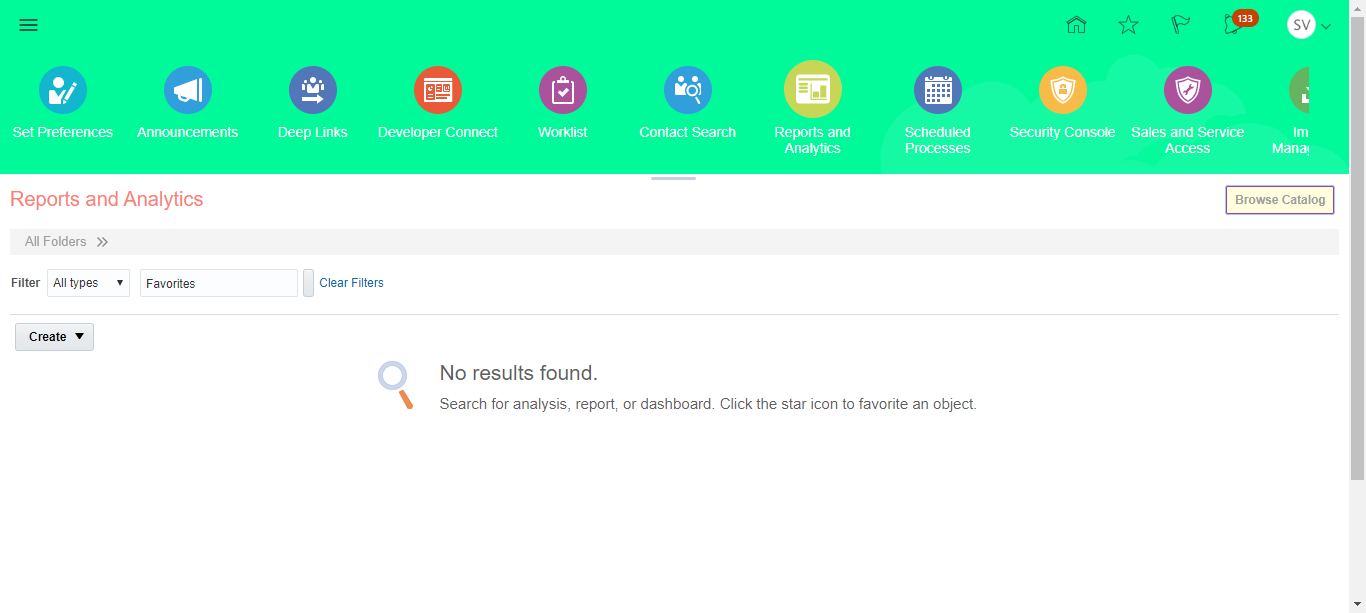 133
SV
Set Preferences
Announcements
Deep Links
Developer Connect
Worklist
Contact Search
Reports and
Analytics
Scheduled
Processes
Security Console
Sales and Service
Access
Im
Manag
Reports and Analytics
Browse Catalog
All Folders
Filter All types Favorites Clear Filters
Create
No results found.
Search for analysis, report, or dashboard. Click the star icon to favorite an object.